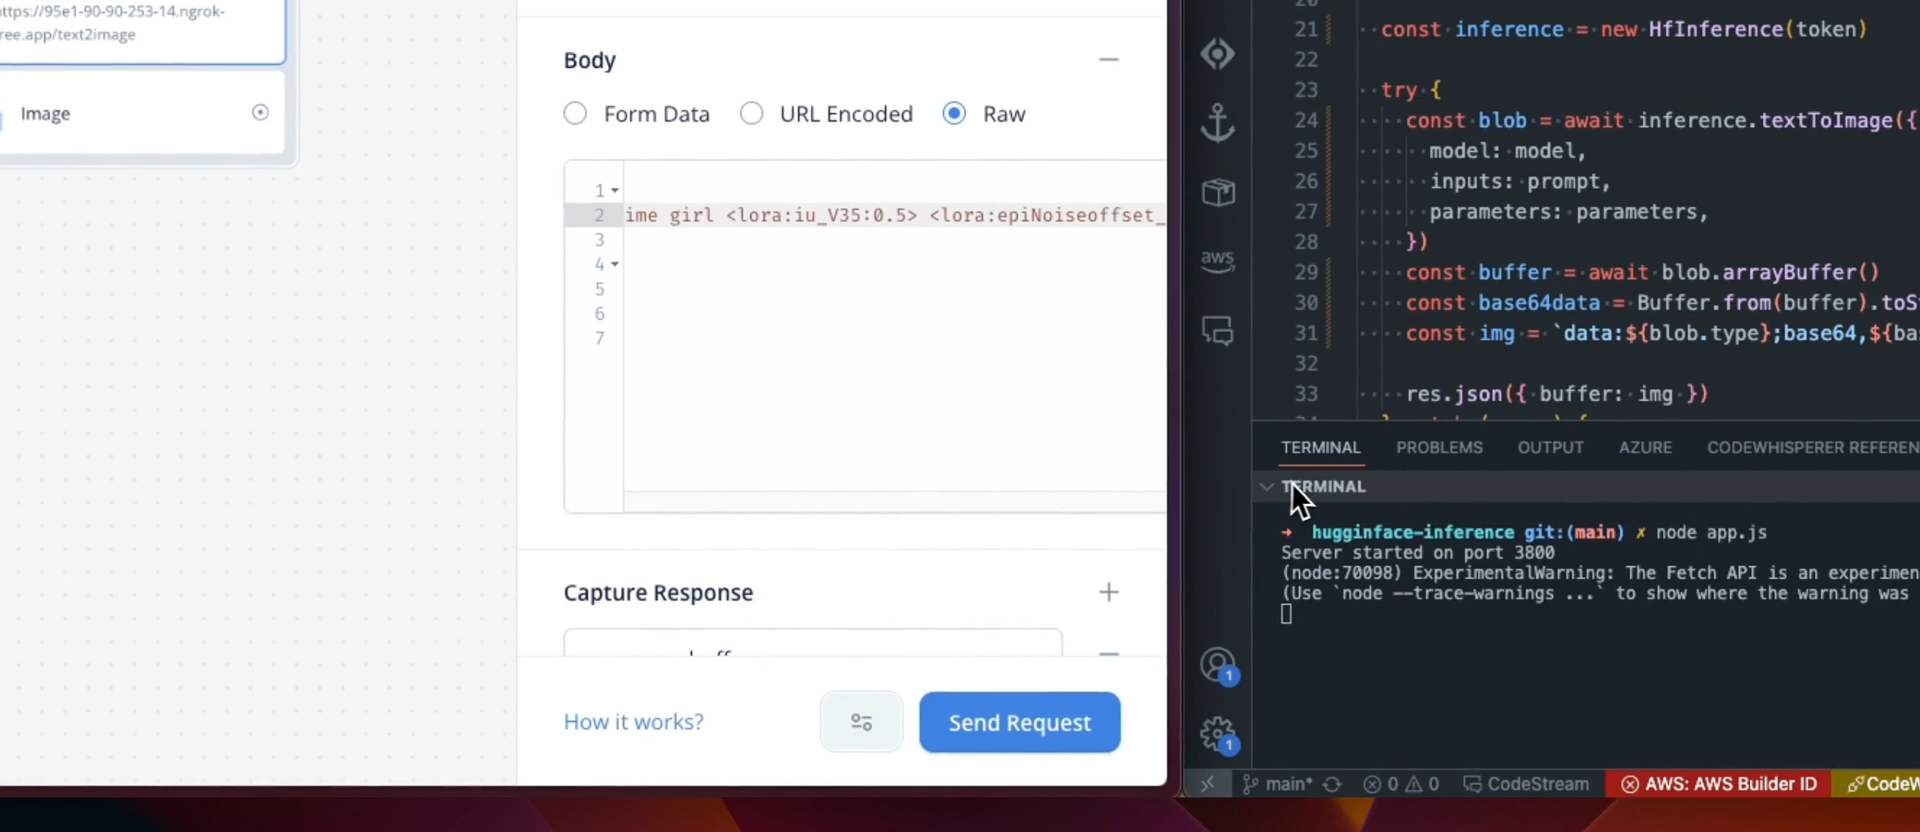 https://95e1-90-90-253-14.ngrok-
free.app/text2image
Image
Body
Form Data
URL Encoded
Raw
1
2 ime girl <lora:iu_V35:0.5> <lora:epiNoiseoffset_
3
4
5
6
7
Capture Response
How it works?
Send Request
aws
1
1
21 const inference = new HfInference(token)
22
23 try {
24 const blob = await inference.textToImage({
25 model: model,
26 inputs: prompt,
27 parameters: parameters,
28 })
29 const buffer = await blob.arrayBuffer()
30 const base64data = Buffer.from(buffer).toS
31 const img = `data:${blob.type};base64,${ba
32
33 res.json({ buffer: img })
TERMINAL PROBLEMS OUTPUT AZURE CODEWHISPERER REFEREN
TERMINAL
➜ hugginface-inference git:(main) ✗ node app.js
Server started on port 3800
(node:70098) ExperimentalWarning: The Fetch API is an experimen
(Use `node --trace-warnings ...` to show where the warning was
main* 0 0 CodeStream AWS: AWS Builder ID CodeW